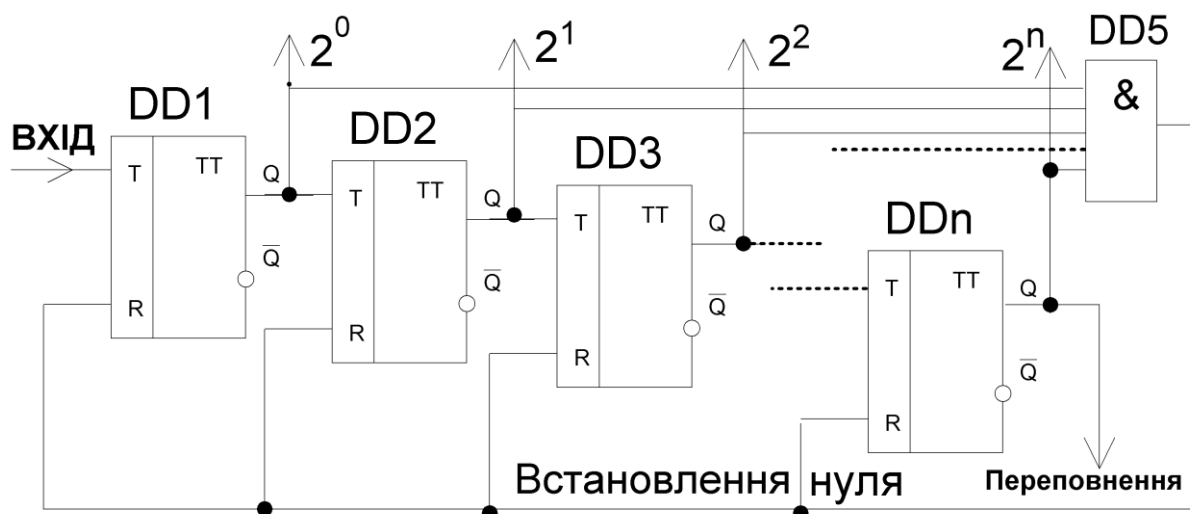 2⁰
2¹
2²
2ⁿ
DD5
&
DD1
ВХІД
T
TT
Q
Q̅
R
DD2
T
TT
Q
Q̅
R
DD3
T
TT
Q
Q̅
R
DDn
T
TT
Q
Q̅
R
Встановлення нуля
Переповнення